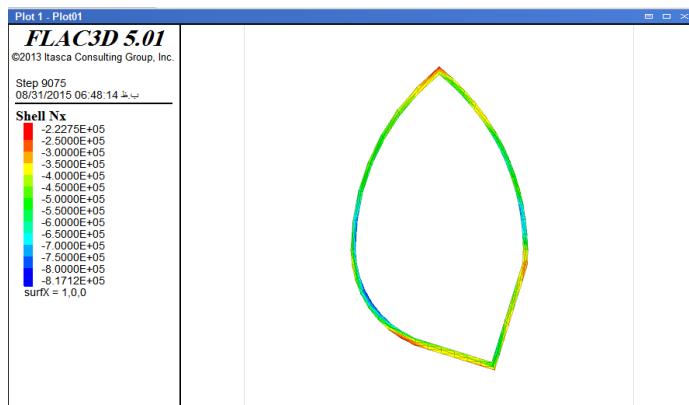 Plot 1 - Plot01
FLAC3D 5.01
©2013 Itasca Consulting Group, Inc.
Step 9075
08/31/2015 06:48:14 ب.ظ
Shell Nx
-2.2275E+05
-2.5000E+05
-3.0000E+05
-3.5000E+05
-4.0000E+05
-4.5000E+05
-5.0000E+05
-5.5000E+05
-6.0000E+05
-6.5000E+05
-7.0000E+05
-7.5000E+05
-8.0000E+05
-8.1712E+05
surfX = 1,0,0